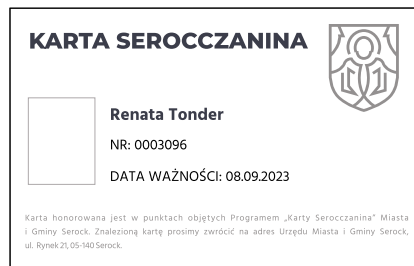 KARTA SEROCCZANINA
Renata Tonder
NR: 0003096
DATA WAŻNOŚCI: 08.09.2023
Karta honorowana jest w punktach objętych Programem „Karty Serocczanina" Miasta
i Gminy Serock. Znalezioną kartę prosimy zwrócić na adres Urzędu Miasta i Gminy Serock,
ul. Rynek 21, 05-140 Serock.